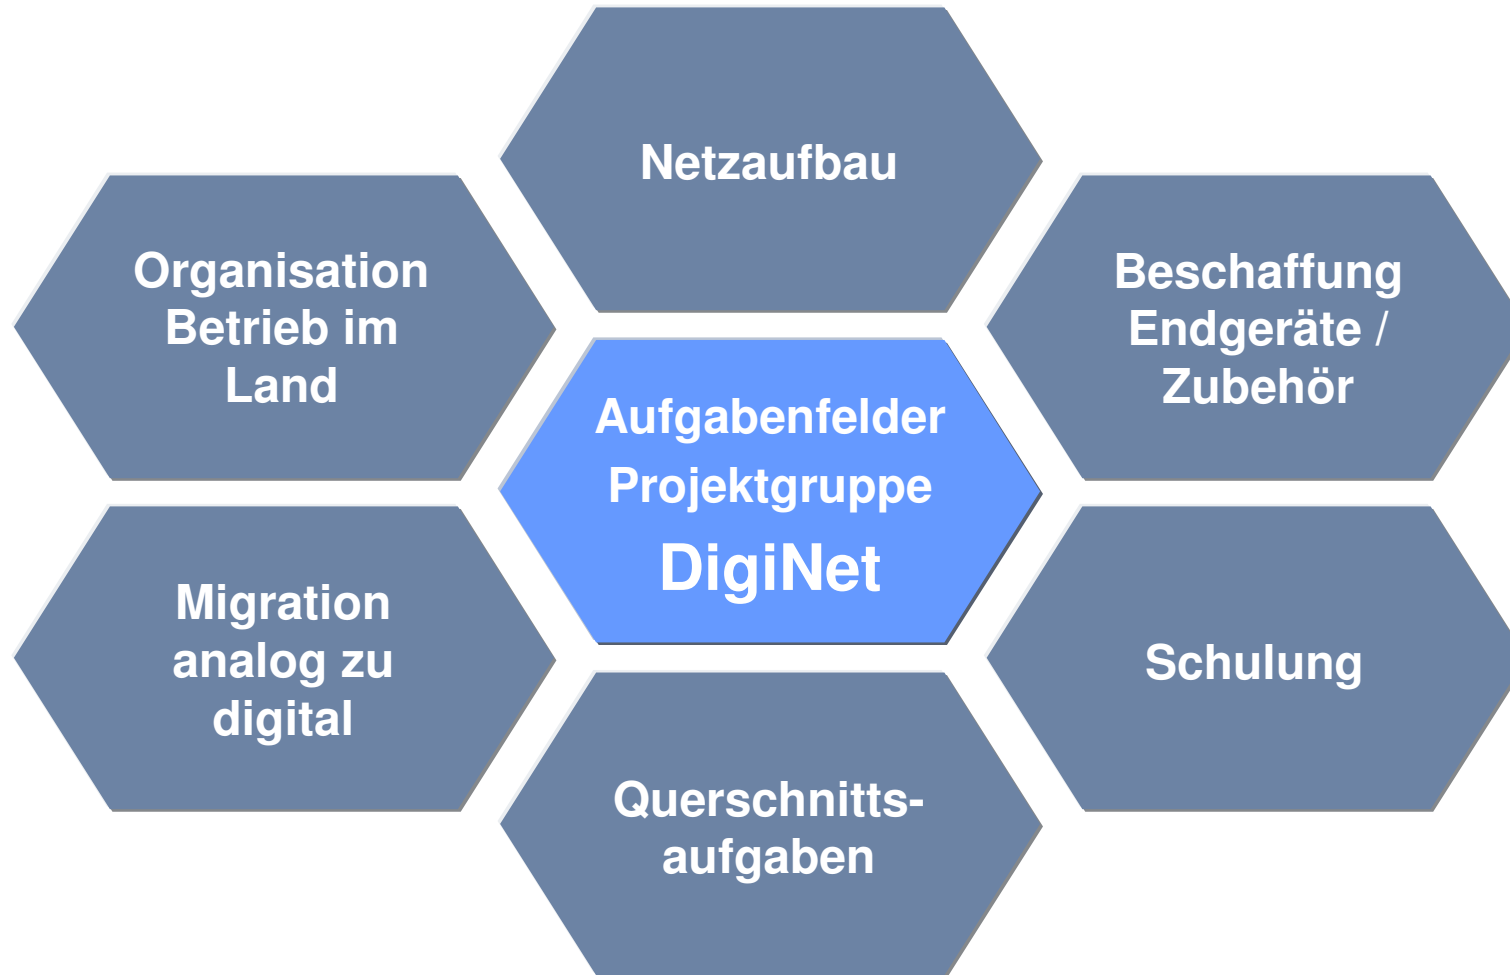 Netzaufbau
Organisation
Betrieb im
Land
Beschaffung
Endgeräte /
Zubehör
Aufgabenfelder
Projektgruppe
DigiNet
Migration
analog zu
digital
Schulung
Querschnitts-
aufgaben